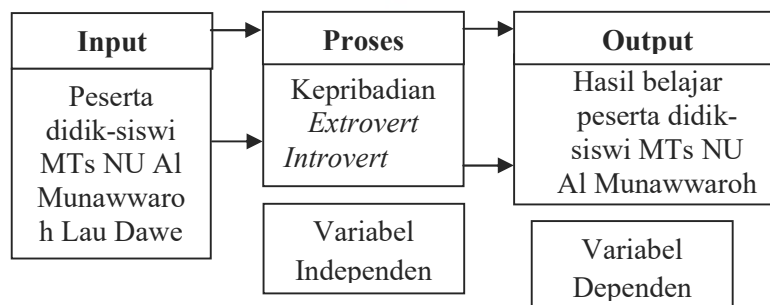 Input
Peserta
didik-siswi
MTs NU Al
Munawwaro
h Lau Dawe
Proses
Kepribadian
Extrovert
Introvert
Variabel
Independen
Output
Hasil belajar
peserta didik-
siswi MTs NU
Al Munawwaroh
Variabel
Dependen